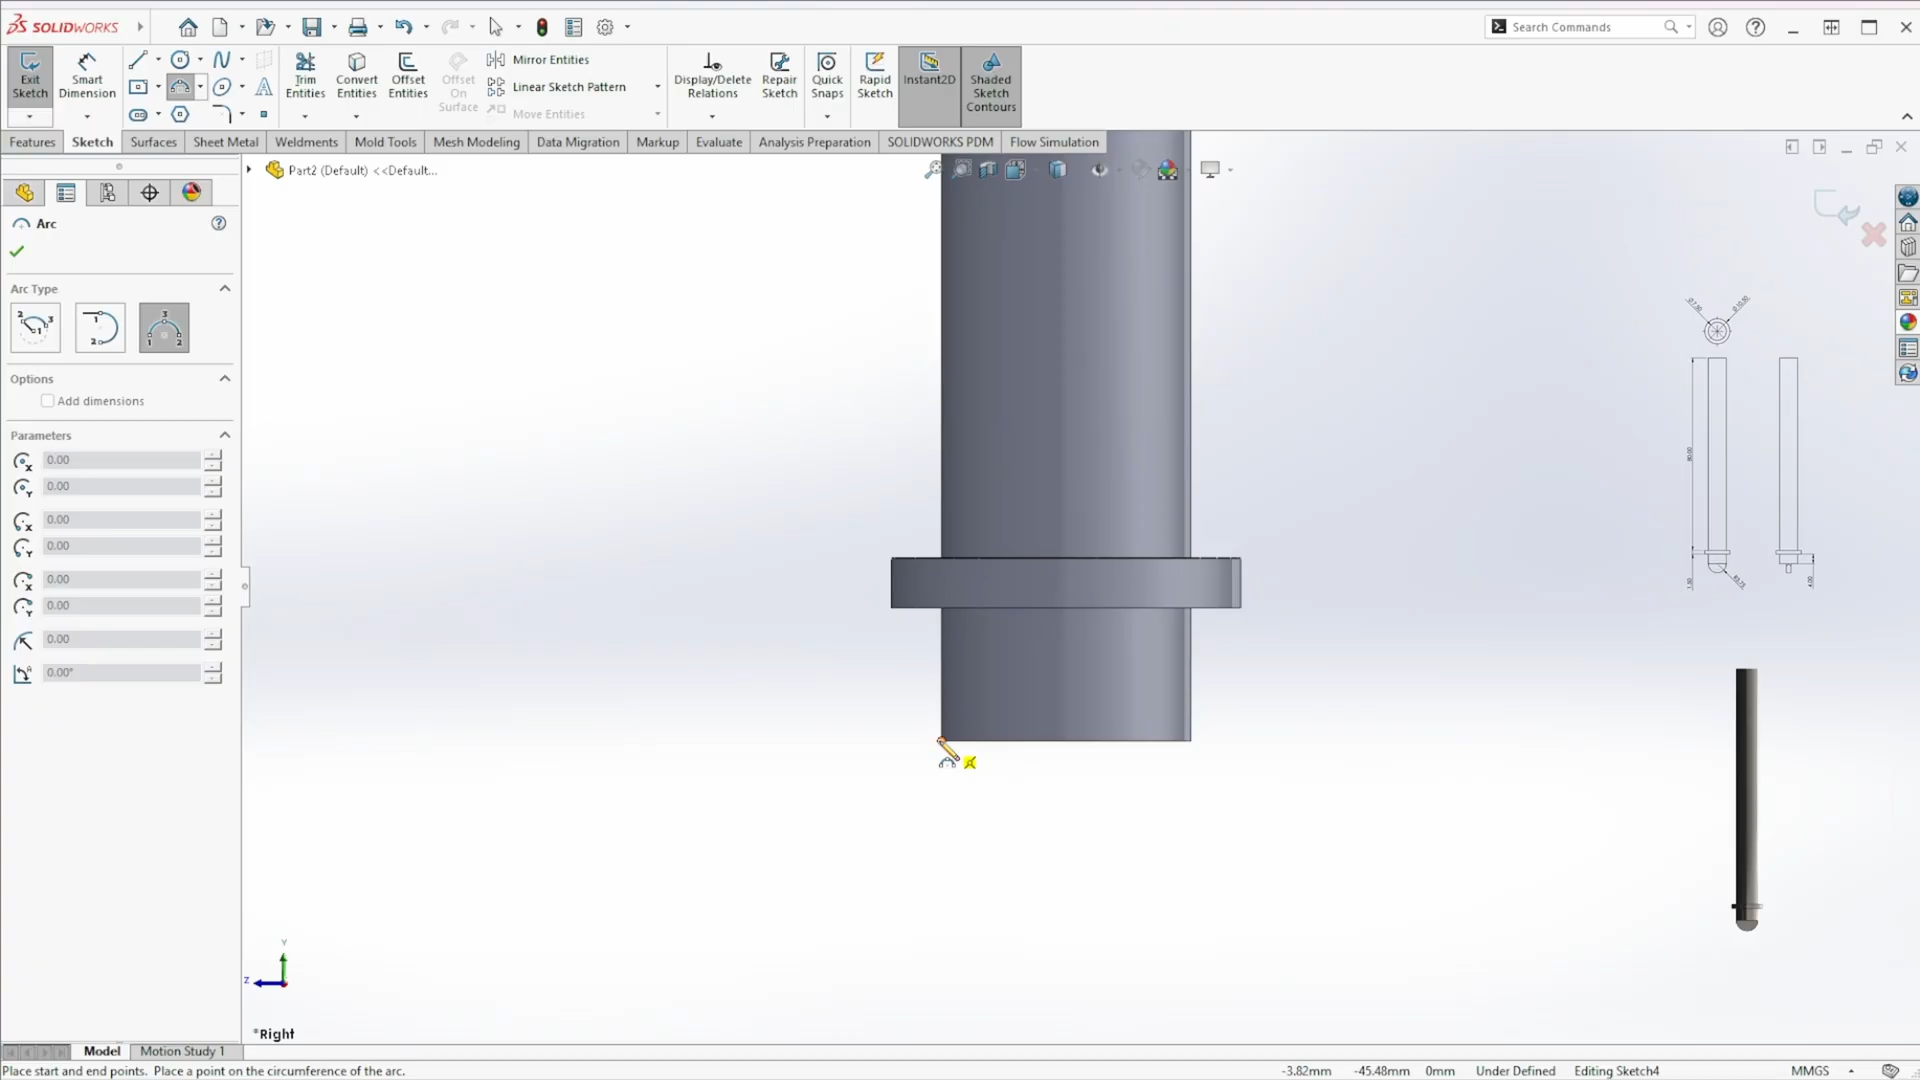 SOLIDWORKS
Search Commands
Exit Sketch
Smart Dimension
Trim Entities
Convert Entities
Offset Entities
Offset On Surface
Mirror Entities
Linear Sketch Pattern
Move Entities
Display/Delete Relations
Repair Sketch
Quick Snaps
Rapid Sketch
Instant2D
Shaded Sketch Contours
Features
Sketch
Surfaces
Sheet Metal
Weldments
Mold Tools
Mesh Modeling
Data Migration
Markup
Evaluate
Analysis Preparation
SOLIDWORKS PDM
Flow Simulation
Part2 (Default) <<Default...
Arc
Arc Type
Options
Add dimensions
Parameters
0.00
0.00
0.00
0.00
0.00
0.00
0.00
0.00°
80.00
4.00
Y
Z
*Right
Model
Motion Study 1
Place start and end points. Place a point on the circumference of the arc.
-3.82mm
-45.48mm
0mm
Under Defined
Editing Sketch4
MMGS